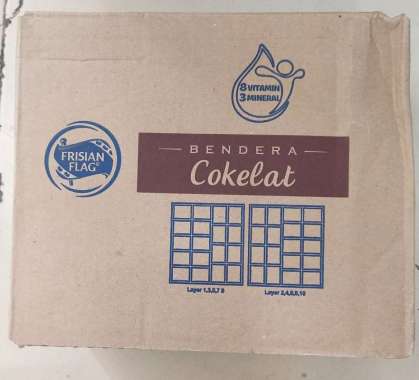 8 VITAMIN
3 MINERAL
FRISIAN
FLAG®
BENDERA
Cokelat
Layer 1,3,5,7 9
Layer 2,4,6,8,10